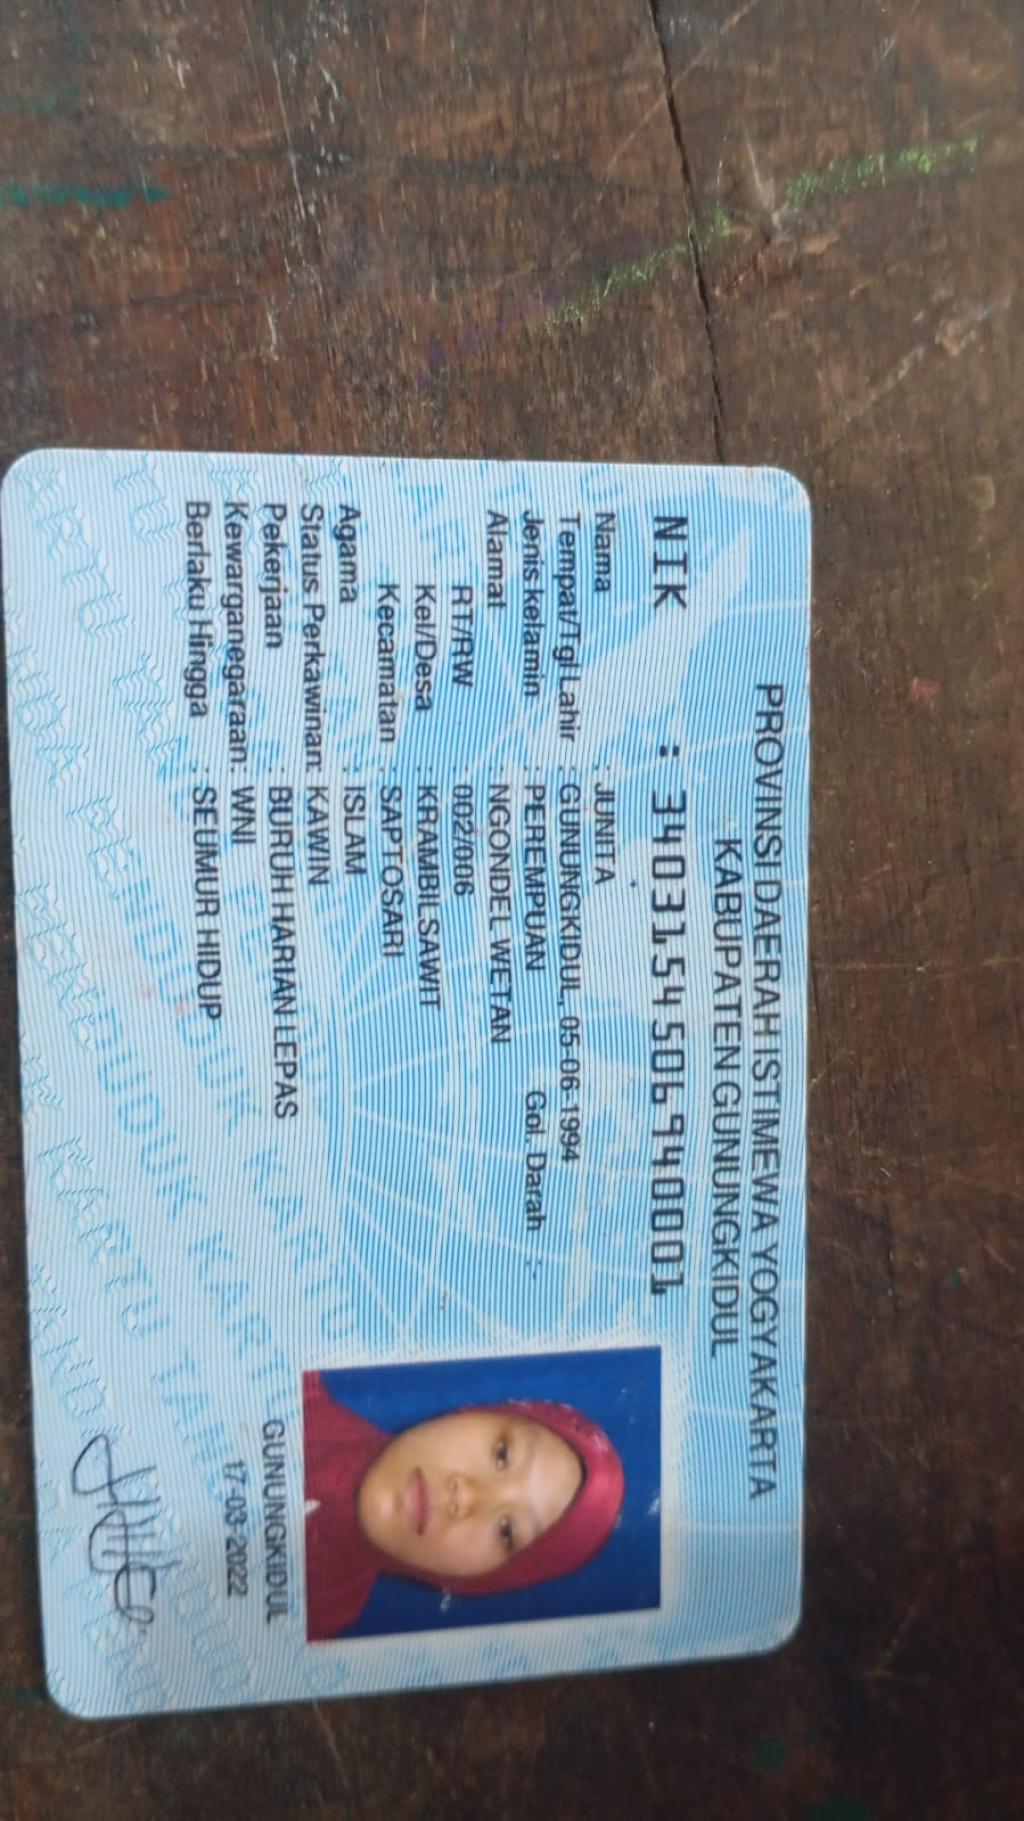 PROVINSI DAERAH ISTIMEWA YOGYAKARTA
KABUPATEN GUNUNGKIDUL
NIK : 3403154506940001
Nama : JUNITA
Tempat/Tgl Lahir : GUNUNGKIDUL, 05-06-1994
Jenis kelamin : PEREMPUAN Gol. Darah :-
Alamat : NGONDEL WETAN
RT/RW : 002/006
Kel/Desa : KRAMBILSAWIT
Kecamatan : SAPTOSARI
Agama : ISLAM
Status Perkawinan: KAWIN
Pekerjaan : BURUH HARIAN LEPAS
Kewarganegaraan: WNI
Berlaku Hingga : SEUMUR HIDUP
GUNUNGKIDUL
17-03-2022